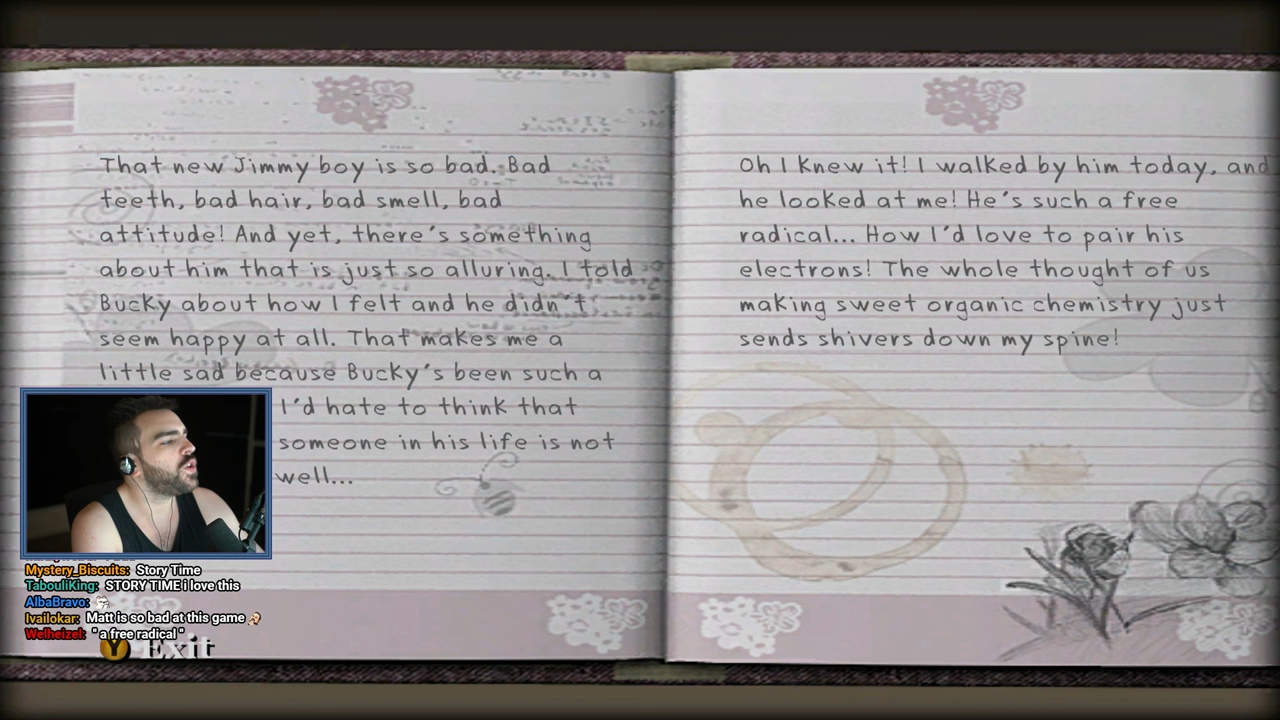 That new Jimmy boy is so bad. Bad
teeth, bad hair, bad smell, bad
attitude! And yet, there's something
about him that is just so alluring. I told
Bucky about how I felt and he didn't
seem happy at all. That makes me a
little sad because Bucky's been such a
I'd hate to think that
someone in his life is not
well...
Oh I knew it! I walked by him today, and
he looked at me! He's such a free
radical... How I'd love to pair his
electrons! The whole thought of us
making sweet organic chemistry just
sends shivers down my spine!
Mystery_Biscuits: Story Time
TabouliKing: STORY TIME i love this
AlbaBravo:
Ivailokar: Matt is so bad at this game
Welheizel: " a free radical "
Y Exit